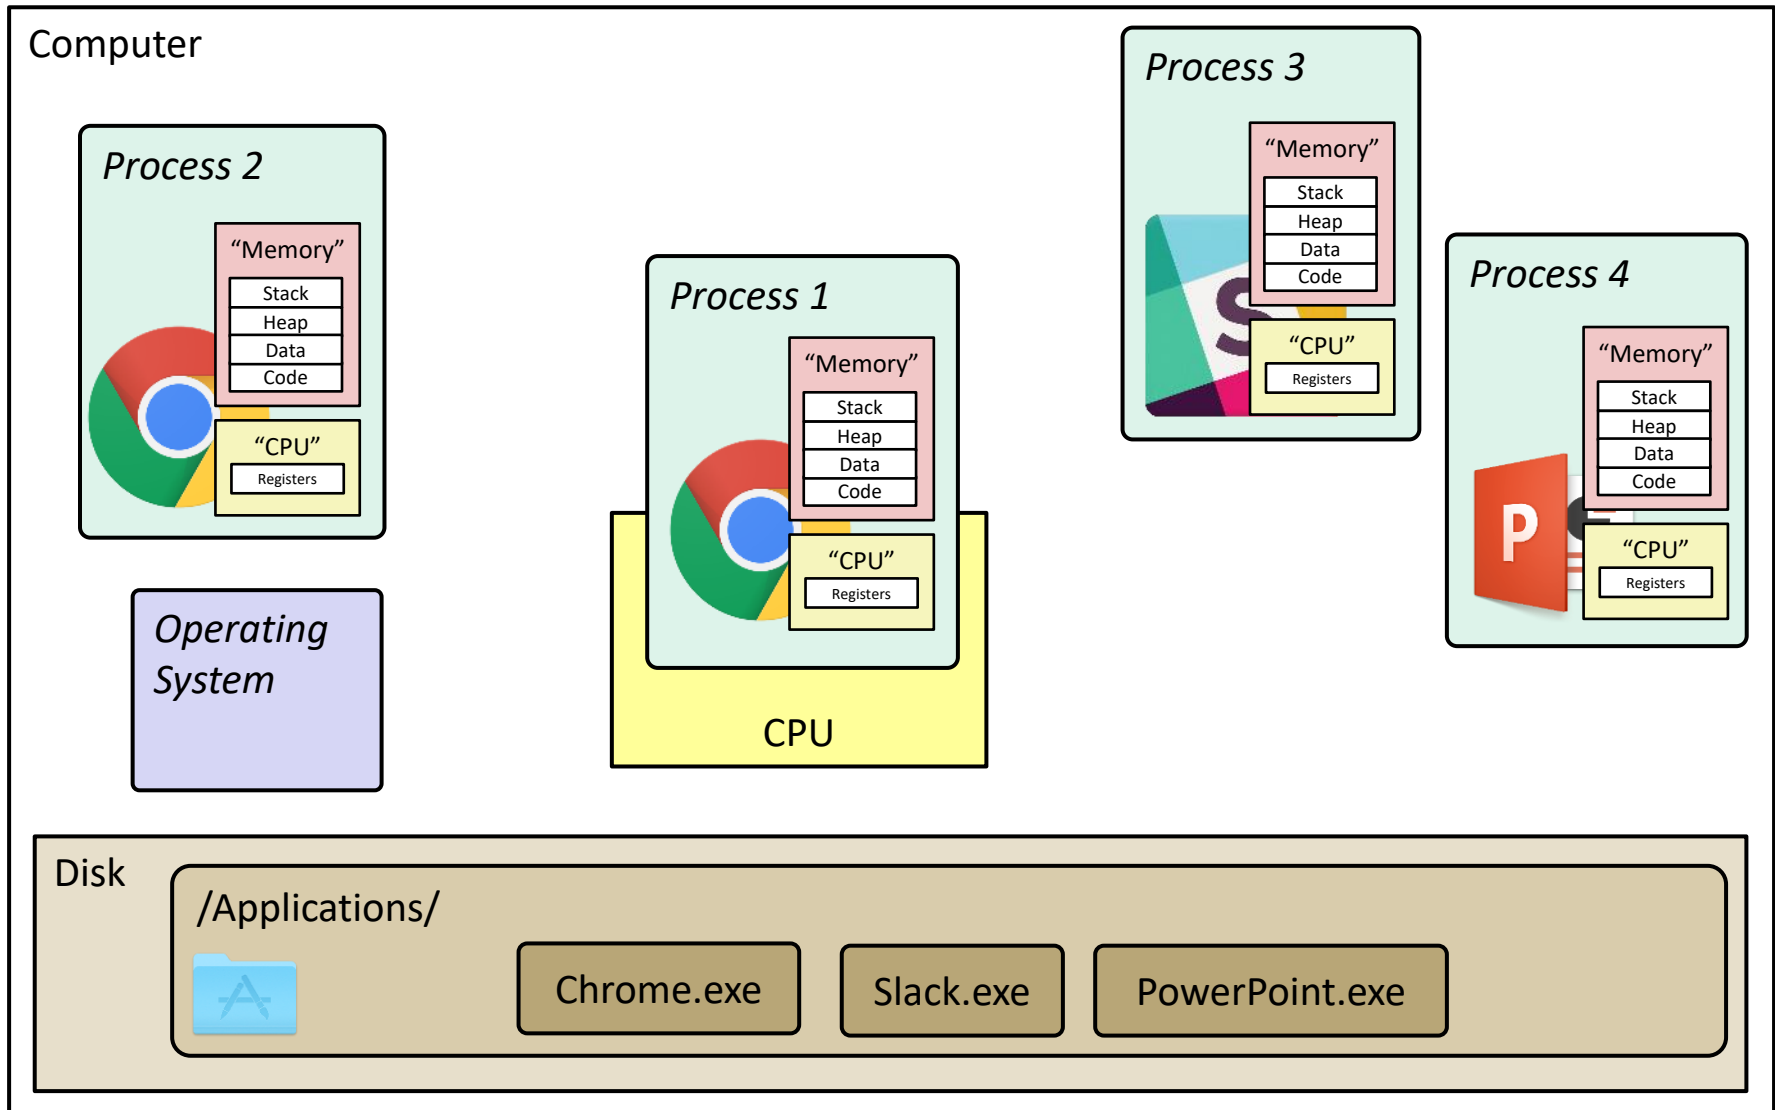 Computer
Process 2
“Memory”
Stack
Heap
Data
Code
“CPU”
Registers
Process 1
“Memory”
Stack
Heap
Data
Code
“CPU”
Registers
CPU
Process 3
“Memory”
Stack
Heap
Data
Code
S
“CPU”
Registers
Process 4
“Memory”
Stack
Heap
Data
Code
P
“CPU”
Registers
Operating
System
Disk
/Applications/
Chrome.exe
Slack.exe
PowerPoint.exe